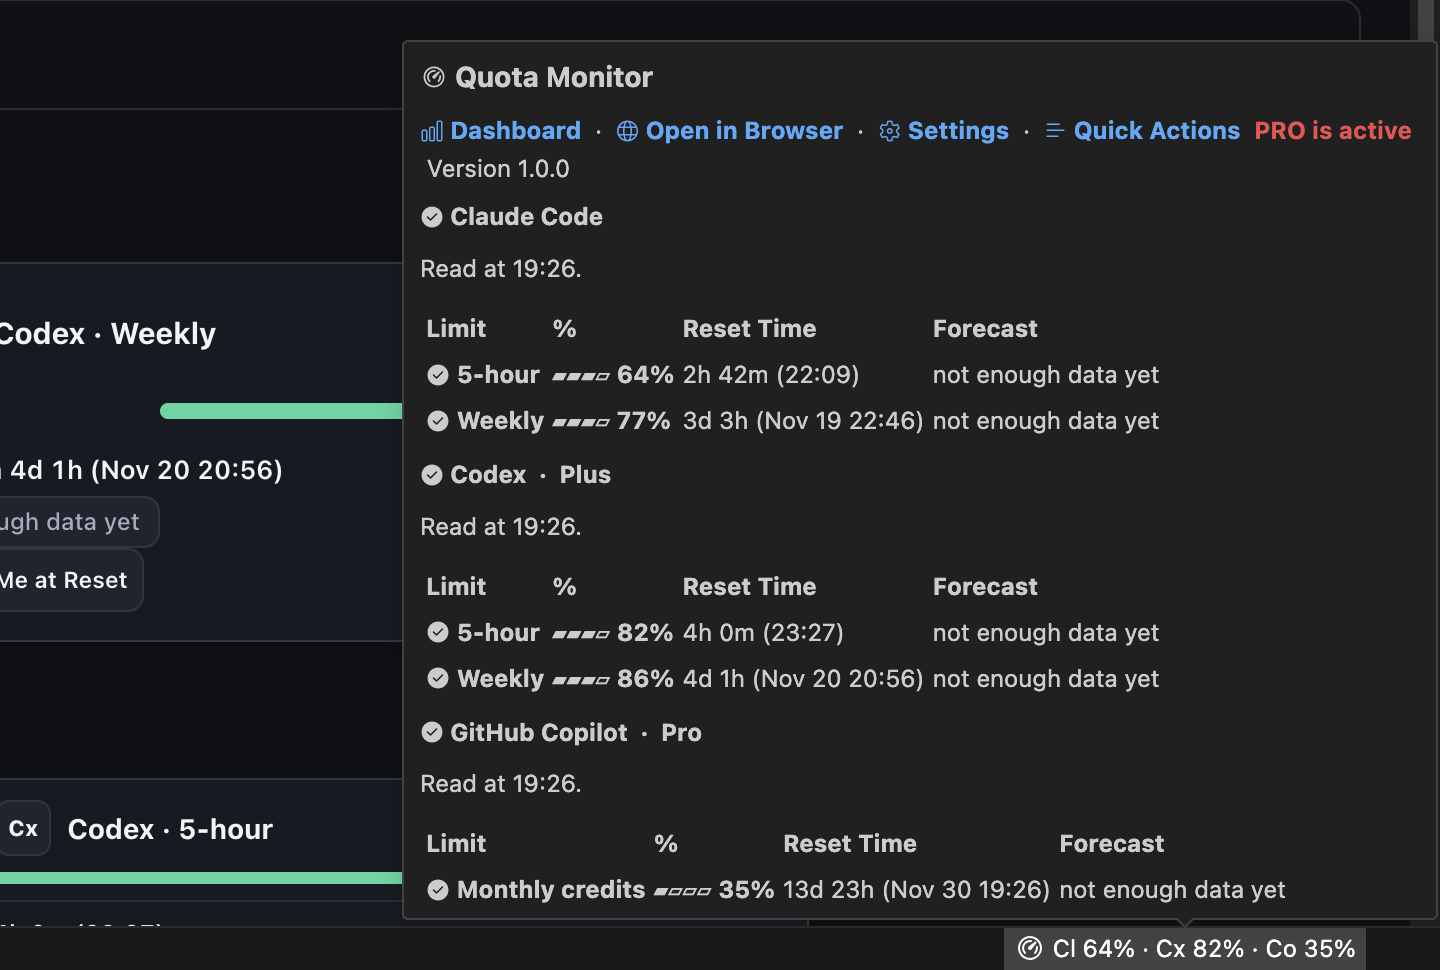 Quota Monitor
Dashboard · Open in Browser · Settings · Quick Actions PRO is active
Version 1.0.0
Claude Code
Read at 19:26.
Limit % Reset Time Forecast
5-hour 64% 2h 42m (22:09) not enough data yet
Weekly 77% 3d 3h (Nov 19 22:46) not enough data yet
Codex · Plus
Read at 19:26.
Limit % Reset Time Forecast
5-hour 82% 4h 0m (23:27) not enough data yet
Weekly 86% 4d 1h (Nov 20 20:56) not enough data yet
GitHub Copilot · Pro
Read at 19:26.
Limit % Reset Time Forecast
Monthly credits 35% 13d 23h (Nov 30 19:26) not enough data yet
Codex · Weekly
4d 1h (Nov 20 20:56)
ugh data yet
Me at Reset
Cx Codex · 5-hour
Cl 64% · Cx 82% · Co 35%